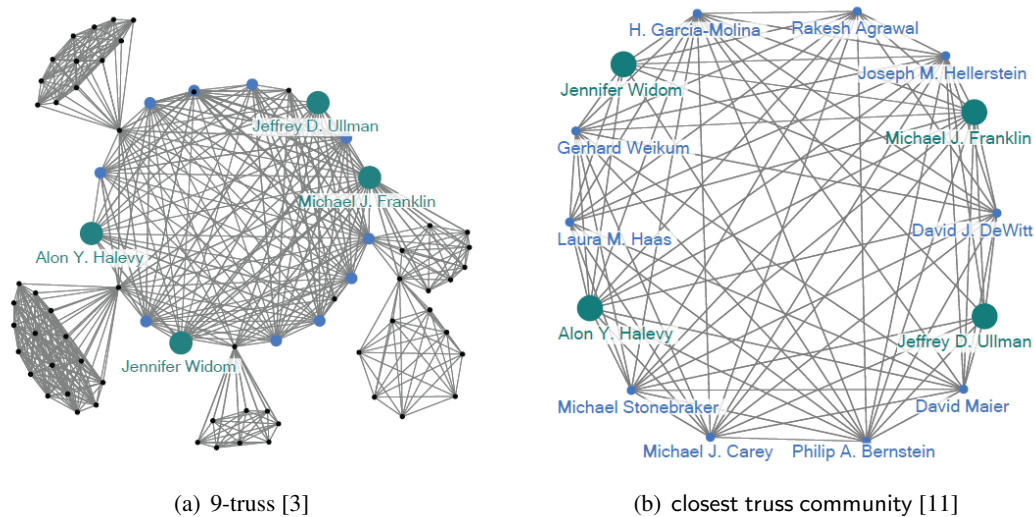 Jeffrey D. Ullman
Michael J. Franklin
Alon Y. Halevy
Jennifer Widom
(a) 9-truss [3]
H. Garcia-Molina
Rakesh Agrawal
Joseph M. Hellerstein
Jennifer Widom
Michael J. Franklin
Gerhard Weikum
David J. DeWitt
Laura M. Haas
Alon Y. Halevy
Jeffrey D. Ullman
Michael Stonebraker
David Maier
Michael J. Carey
Philip A. Bernstein
(b) closest truss community [11]